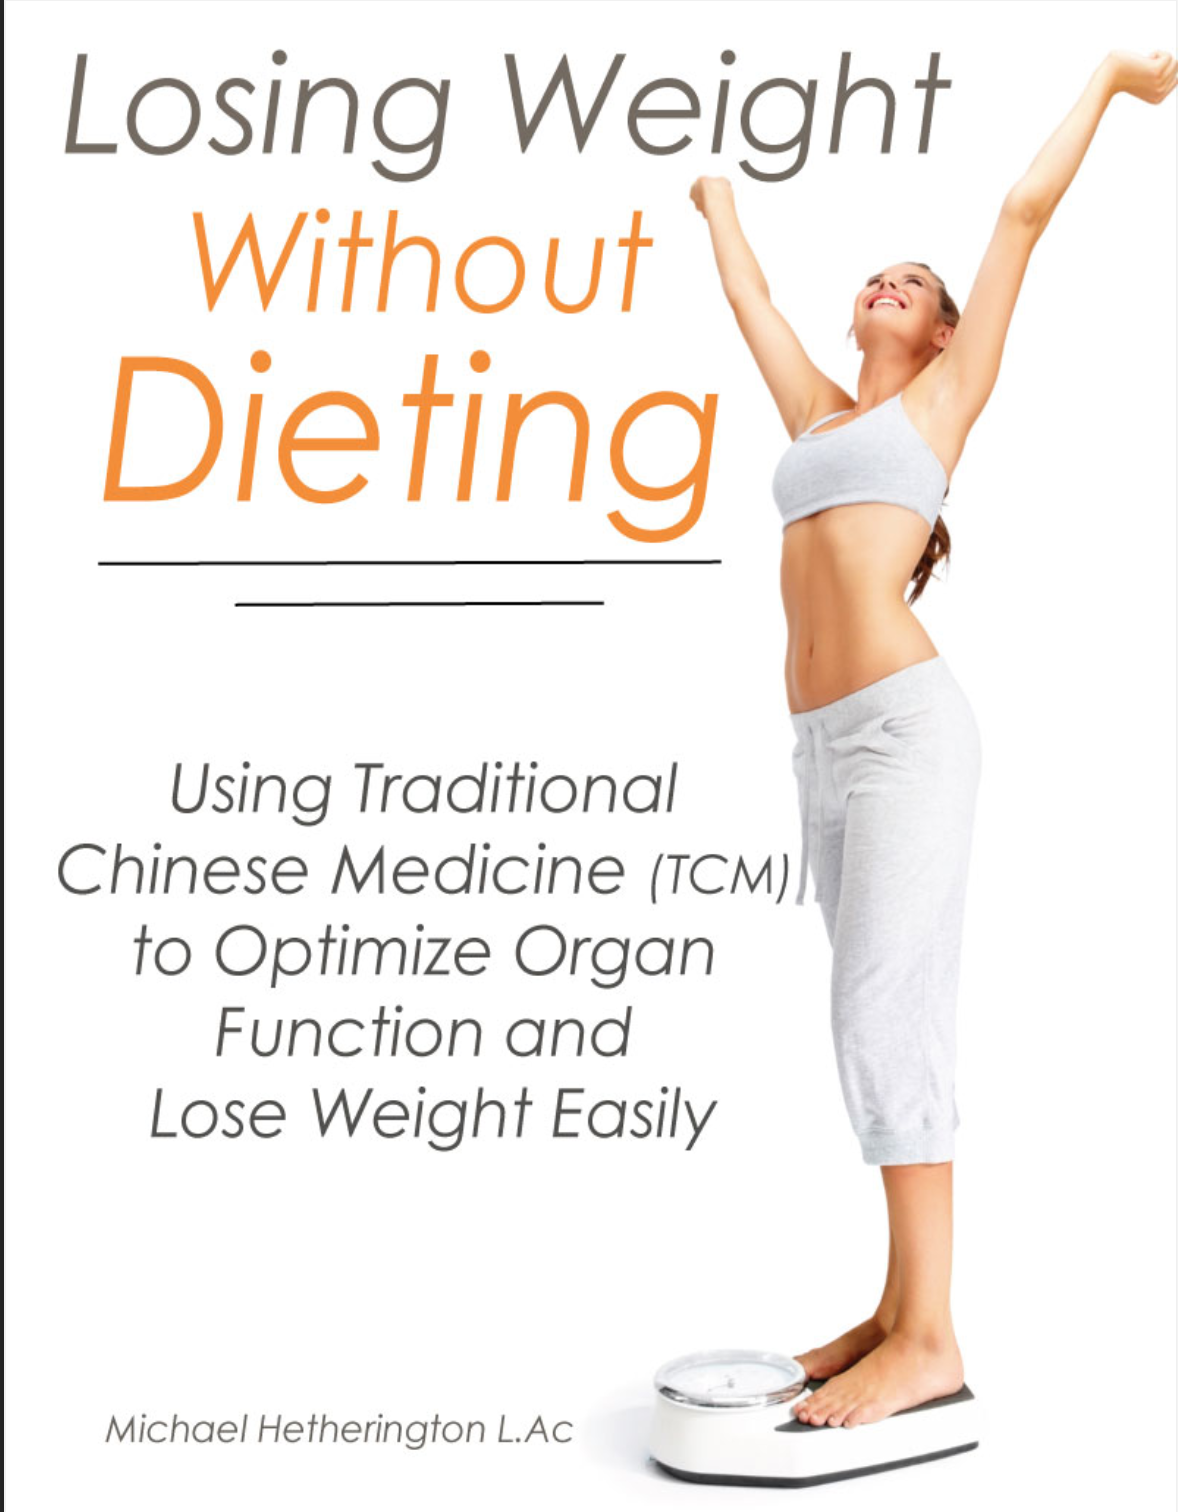 Losing Weight
Without
Dieting
Using Traditional
Chinese Medicine (TCM)
to Optimize Organ
Function and
Lose Weight Easily
Michael Hetherington L.Ac